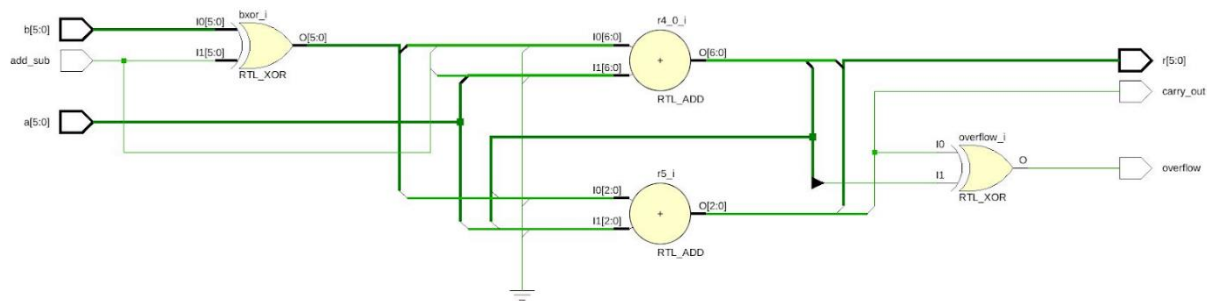 b[5:0]
add_sub
a[5:0]
bxor_i
I0[5:0]
I1[5:0]
O[5:0]
RTL_XOR
r4_0_i
I0[6:0]
I1[6:0]
O[6:0]
+
RTL_ADD
r5_i
I0[2:0]
I1[2:0]
O[2:0]
+
RTL_ADD
overflow_i
I0
I1
O
RTL_XOR
r[5:0]
carry_out
overflow